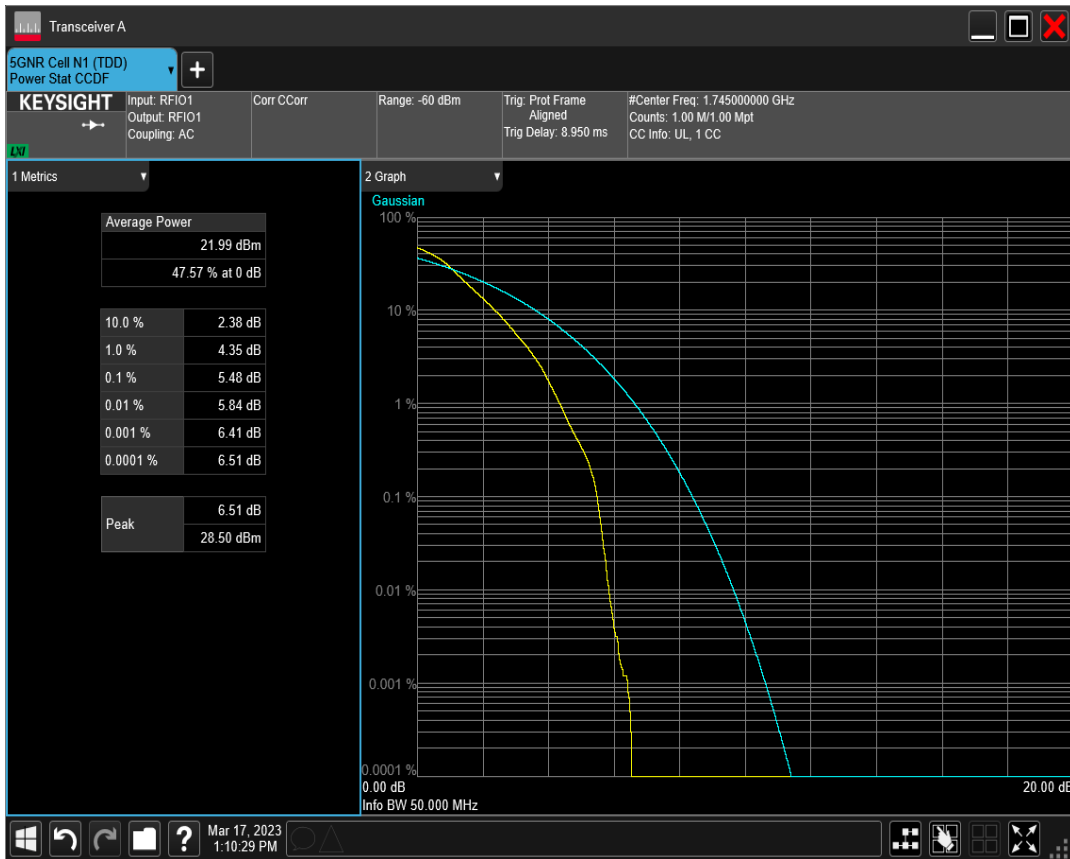 Transceiver A
5GNR Cell N1 (TDD)
Power Stat CCDF
+
KEYSIGHT
LXI
Input: RFIO1
Output: RFIO1
Coupling: AC
Corr CCorr
Range: -60 dBm
Trig: Prot Frame
Aligned
Trig Delay: 8.950 ms
#Center Freq: 1.745000000 GHz
Counts: 1.00 M/1.00 Mpt
CC Info: UL, 1 CC
1 Metrics
Average Power
21.99 dBm
47.57 % at 0 dB
10.0 % 2.38 dB
1.0 % 4.35 dB
0.1 % 5.48 dB
0.01 % 5.84 dB
0.001 % 6.41 dB
0.0001 % 6.51 dB
Peak
6.51 dB
28.50 dBm
2 Graph
Gaussian
100 %
10 %
1 %
0.1 %
0.01 %
0.001 %
0.0001 %
0.00 dB
20.00 dB
Info BW 50.000 MHz
?
Mar 17, 2023
1:10:29 PM